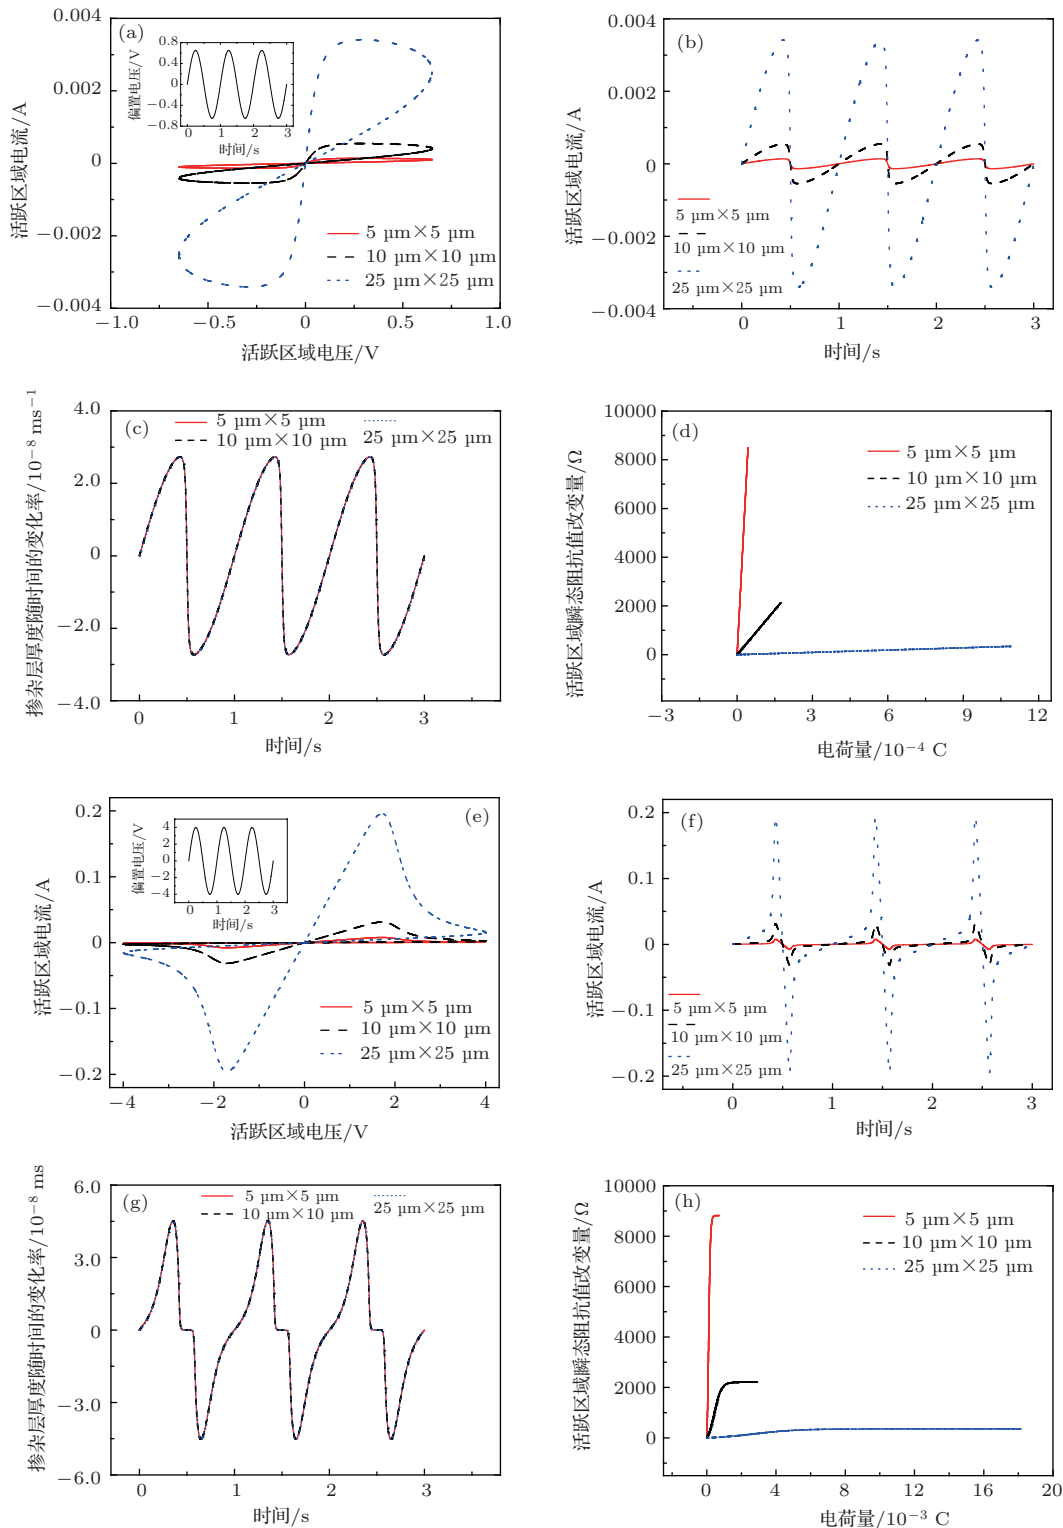 (a)
0.004
0.002
0
−0.002
−0.004
−1.0
−0.5
0
0.5
1.0
活跃区域电流/A
活跃区域电压/V
0.8
0.4
0
−0.4
−0.8
0 1 2 3
偏置电压/V
时间/s
5 µm×5 µm
10 µm×10 µm
25 µm×25 µm
(b)
0.004
0.002
0
−0.002
−0.004
0 1 2 3
活跃区域电流/A
时间/s
5 µm×5 µm
10 µm×10 µm
25 µm×25 µm
(c)
4.0
2.0
0
−2.0
−4.0
0 1 2 3
掺杂层厚度随时间的变化率/10⁻⁸ ms⁻¹
时间/s
5 µm×5 µm
10 µm×10 µm
25 µm×25 µm
(d)
10000
8000
6000
4000
2000
0
−3 0 3 6 9 12
活跃区域瞬态阻抗值改变量/Ω
电荷量/10⁻⁴ C
5 µm×5 µm
10 µm×10 µm
25 µm×25 µm
(e)
0.2
0.1
0
−0.1
−0.2
−4 −2 0 2 4
活跃区域电流/A
活跃区域电压/V
4
2
0
−2
−4
0 1 2 3
偏置电压/V
时间/s
5 µm×5 µm
10 µm×10 µm
25 µm×25 µm
(f)
0.2
0.1
0
−0.1
−0.2
0 1 2 3
活跃区域电流/A
时间/s
5 µm×5 µm
10 µm×10 µm
25 µm×25 µm
(g)
6.0
3.0
0
−3.0
−6.0
0 1 2 3
掺杂层厚度随时间的变化率/10⁻⁸ ms
时间/s
5 µm×5 µm
10 µm×10 µm
25 µm×25 µm
(h)
10000
8000
6000
4000
2000
0
0 4 8 12 16 20
活跃区域瞬态阻抗值改变量/Ω
电荷量/10⁻³ C
5 µm×5 µm
10 µm×10 µm
25 µm×25 µm